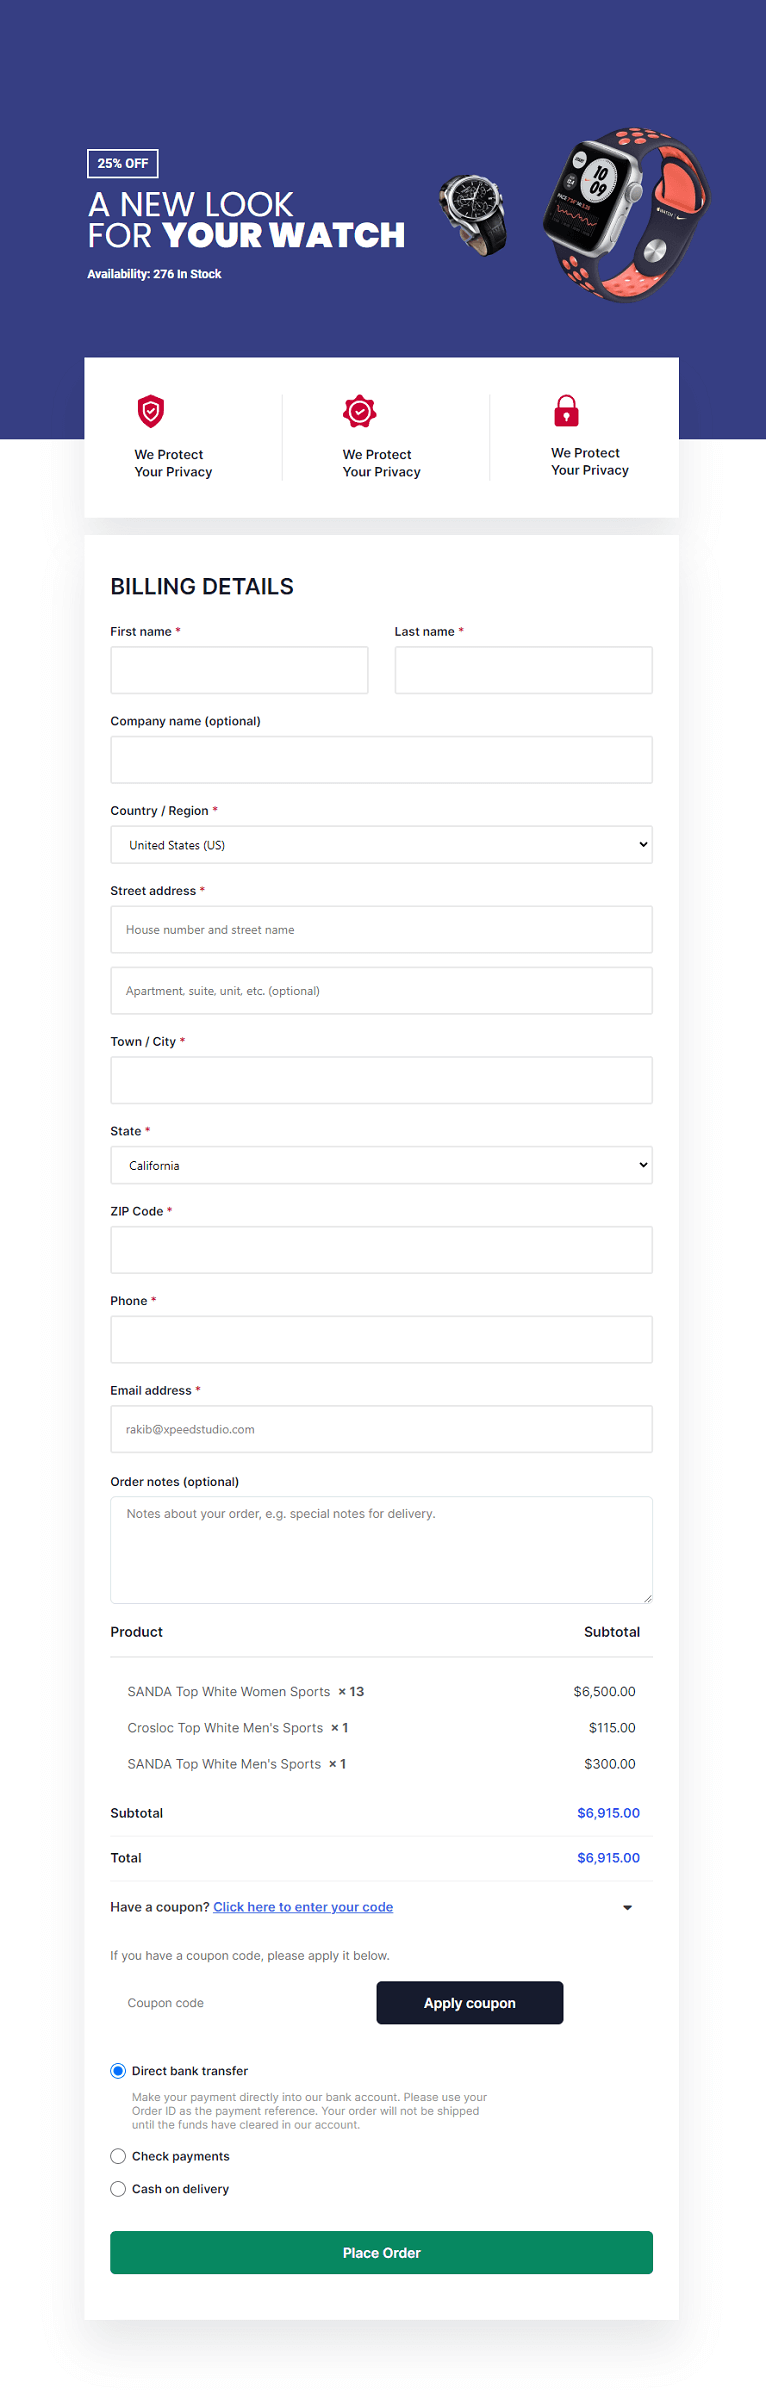 25% OFF
A NEW LOOK
FOR YOUR WATCH
Availability: 276 In Stock
10
09
We Protect
Your Privacy
We Protect
Your Privacy
We Protect
Your Privacy
BILLING DETAILS
First name *
Last name *
Company name (optional)
Country / Region *
United States (US)
Street address *
House number and street name
Apartment, suite, unit, etc. (optional)
Town / City *
State *
California
ZIP Code *
Phone *
Email address *
rakib@xpeedstudio.com
Order notes (optional)
Notes about your order, e.g. special notes for delivery.
Product Subtotal
SANDA Top White Women Sports × 13 $6,500.00
Crosloc Top White Men's Sports × 1 $115.00
SANDA Top White Men's Sports × 1 $300.00
Subtotal $6,915.00
Total $6,915.00
Have a coupon? Click here to enter your code
If you have a coupon code, please apply it below.
Coupon code
Apply coupon
Direct bank transfer
Make your payment directly into our bank account. Please use your
Order ID as the payment reference. Your order will not be shipped
until the funds have cleared in our account.
Check payments
Cash on delivery
Place Order